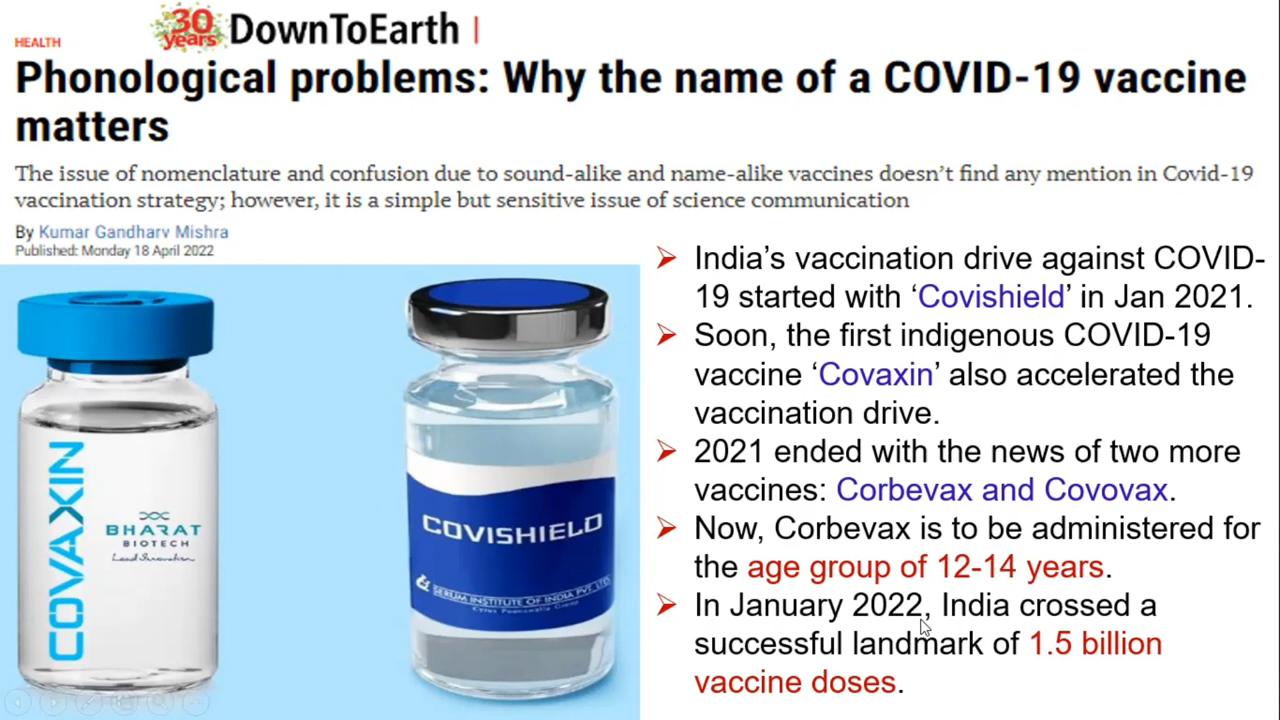 30
years
DownToEarth
HEALTH
Phonological problems: Why the name of a COVID-19 vaccine
matters
The issue of nomenclature and confusion due to sound-alike and name-alike vaccines doesn't find any mention in Covid-19
vaccination strategy; however, it is a simple but sensitive issue of science communication
By Kumar Gandharv Mishra
Published: Monday 18 April 2022
COVAXIN
BHARAT
BIOTECH
Lead Innovation
COVISHIELD
SERUM INSTITUTE OF INDIA PVT. LTD.
Cyrus Poonawalla Group
➢ India's vaccination drive against COVID-
19 started with ‘Covishield’ in Jan 2021.
➢ Soon, the first indigenous COVID-19
vaccine ‘Covaxin’ also accelerated the
vaccination drive.
➢ 2021 ended with the news of two more
vaccines: Corbevax and Covovax.
➢ Now, Corbevax is to be administered for
the age group of 12-14 years.
➢ In January 2022, India crossed a
successful landmark of 1.5 billion
vaccine doses.